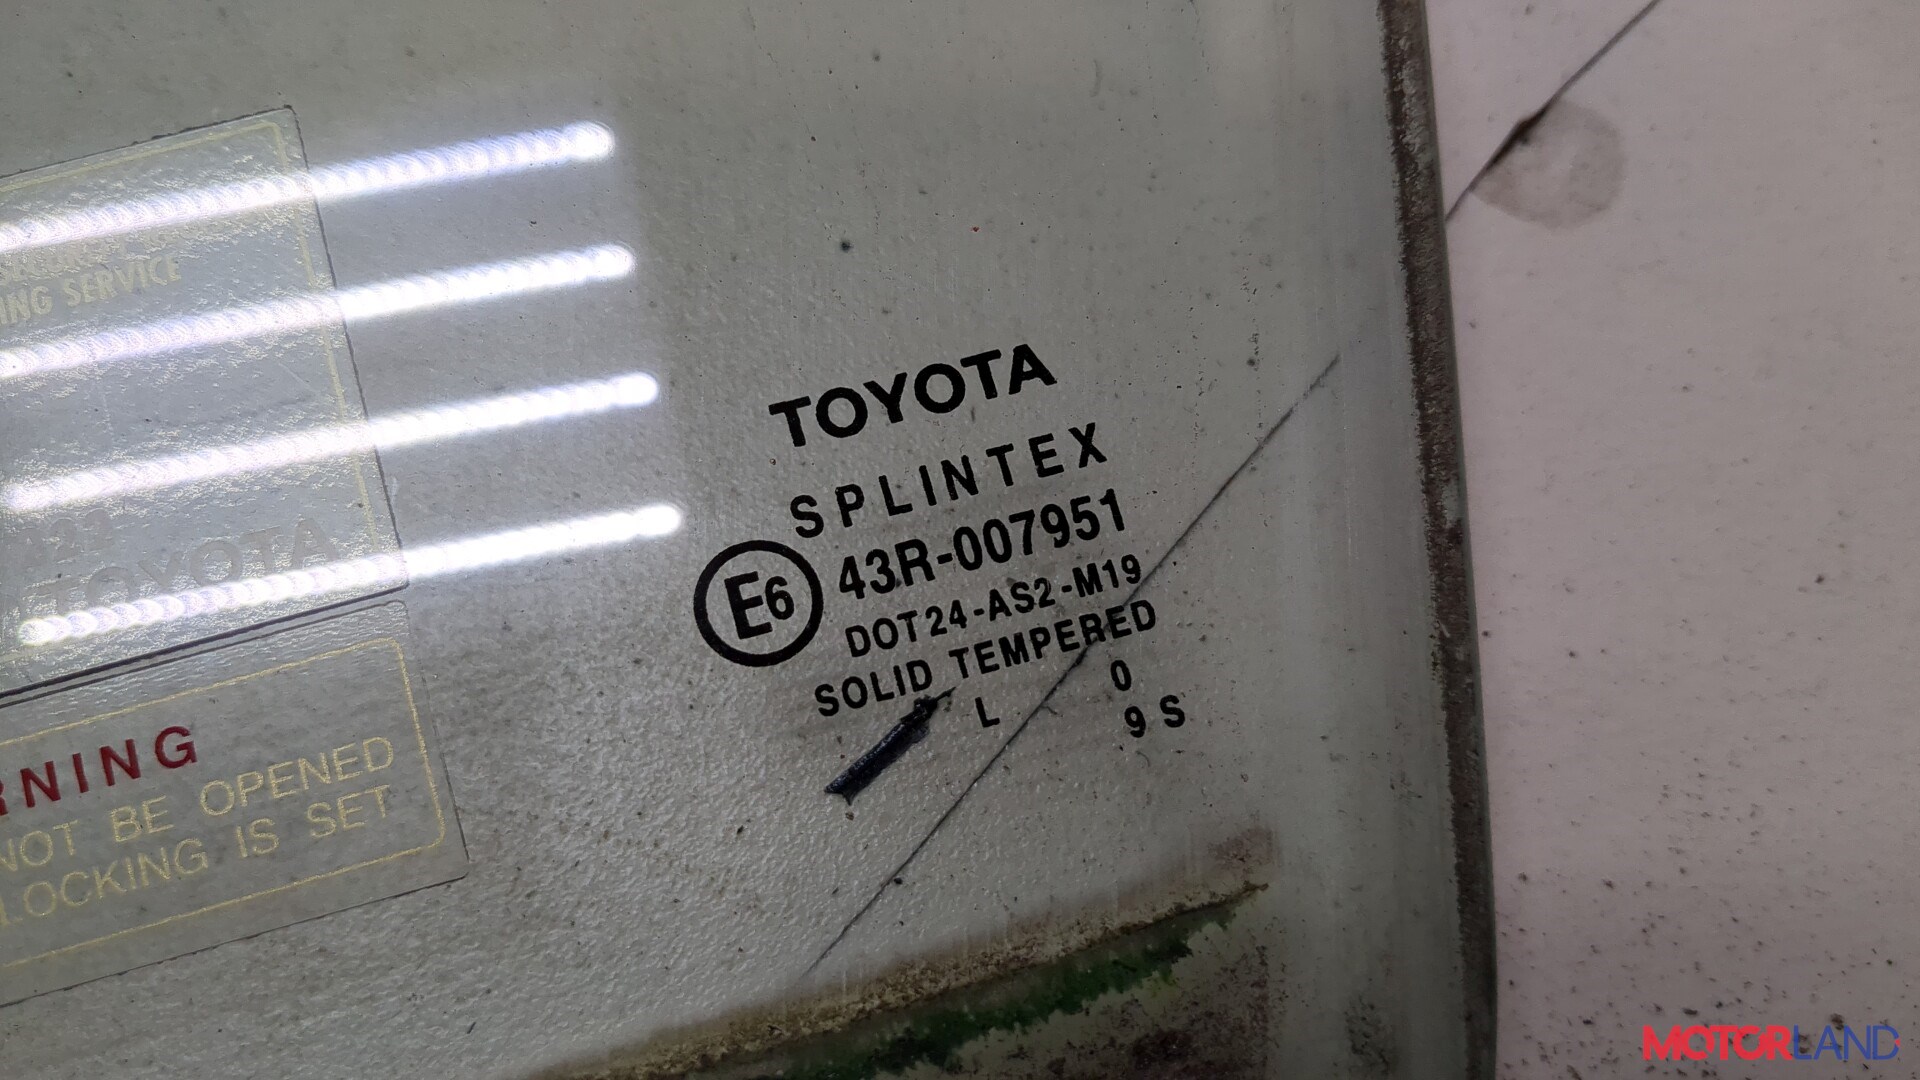 ING SERVICE
TOYOTA
RNING
NOT BE OPENED
LOCKING IS SET
TOYOTA
SPLINTEX
E6 43R-007951
DOT24-AS2-M19
SOLID TEMPERED
L 0
9 S
MOTORLAND